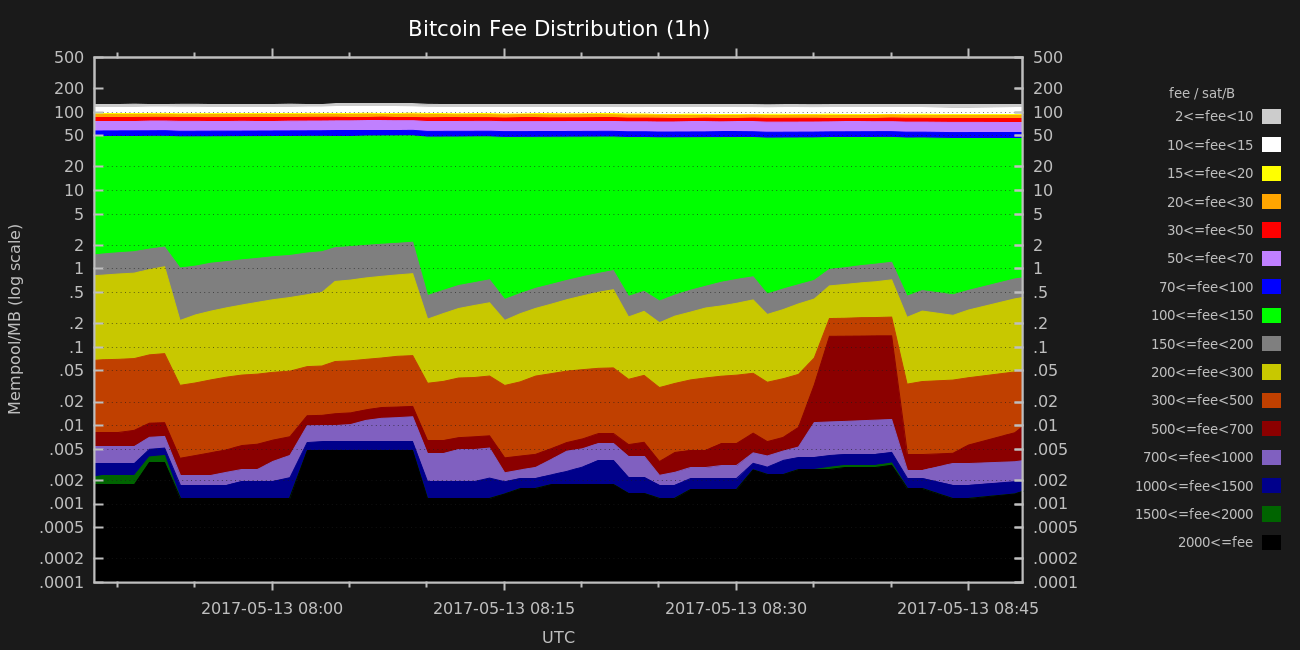 Bitcoin Fee Distribution (1h)
500 500
200 200
100 100
50 50
20 20
10 10
5 5
2 2
1 1
.5 .5
.2 .2
.1 .1
.05 .05
.02 .02
.01 .01
.005 .005
.002 .002
.001 .001
.0005 .0005
.0002 .0002
.0001 .0001
Mempool/MB (log scale)
2017-05-13 08:00 2017-05-13 08:15 2017-05-13 08:30 2017-05-13 08:45
UTC
fee / sat/B
2<=fee<10
10<=fee<15
15<=fee<20
20<=fee<30
30<=fee<50
50<=fee<70
70<=fee<100
100<=fee<150
150<=fee<200
200<=fee<300
300<=fee<500
500<=fee<700
700<=fee<1000
1000<=fee<1500
1500<=fee<2000
2000<=fee